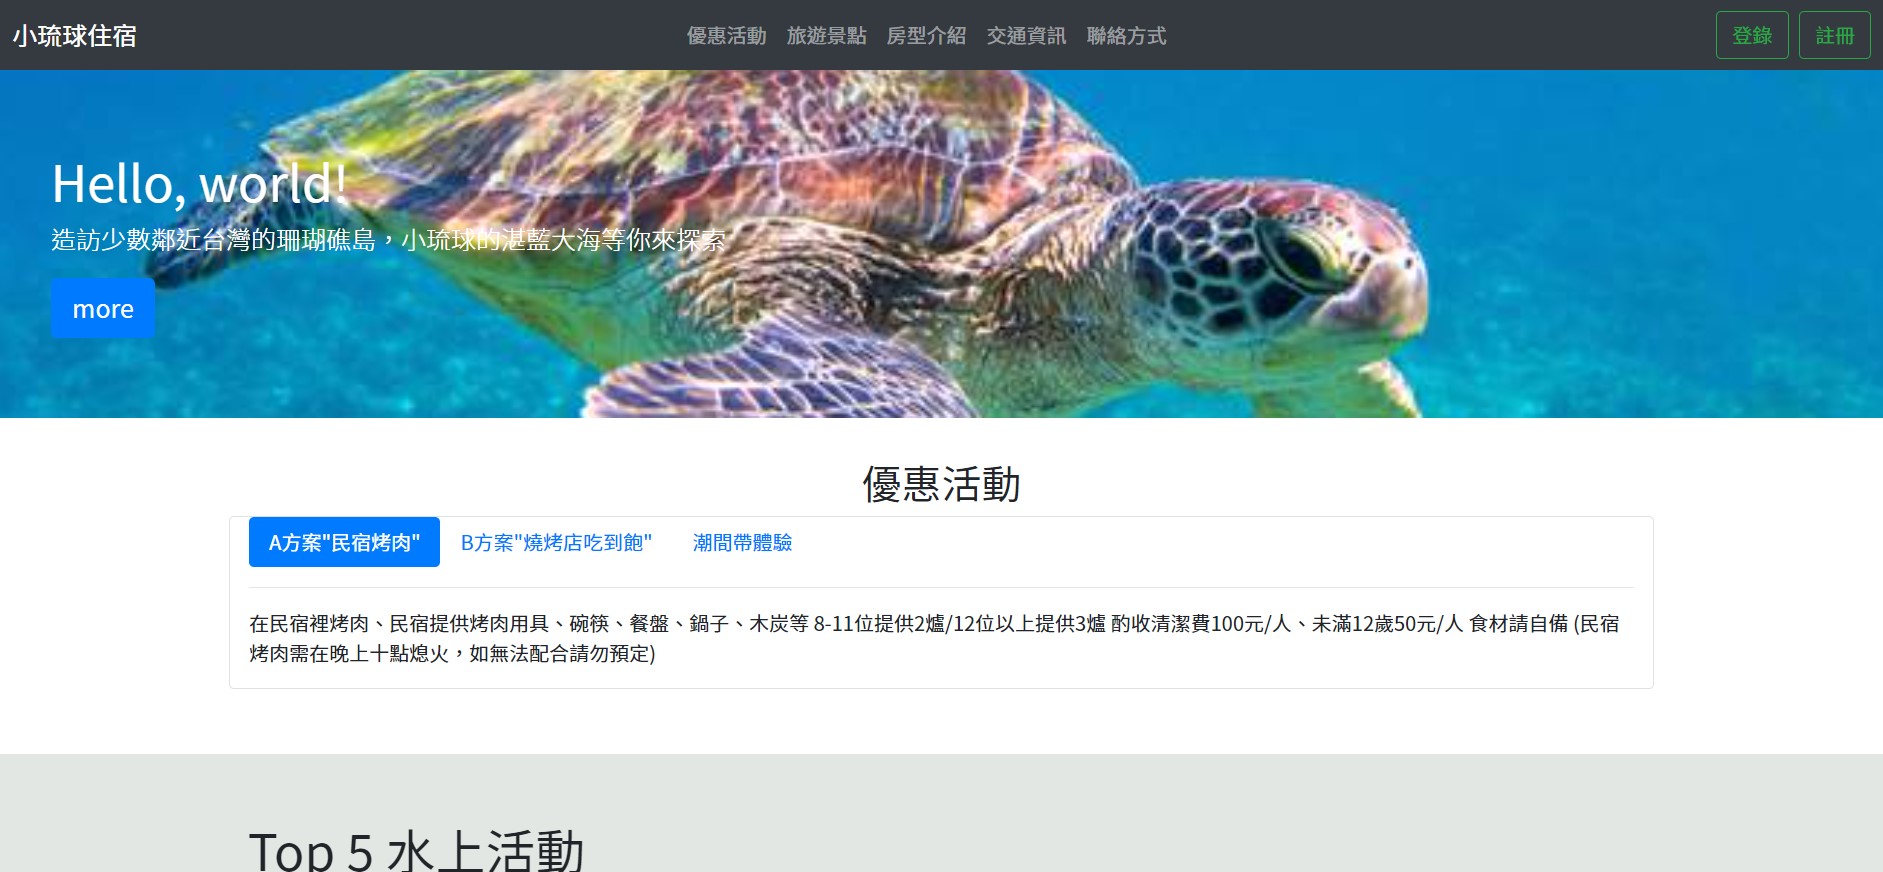 小琉球住宿
優惠活動 旅遊景點 房型介紹 交通資訊 聯絡方式
登錄 註冊
Hello, world!
造訪少數鄰近台灣的珊瑚礁島，小琉球的湛藍大海等你來探索
more
優惠活動
A方案"民宿烤肉" B方案"燒烤店吃到飽" 潮間帶體驗
在民宿裡烤肉、民宿提供烤肉用具、碗筷、餐盤、鍋子、木炭等 8-11位提供2爐/12位以上提供3爐 酌收清潔費100元/人、未滿12歲50元/人 食材請自備 (民宿
烤肉需在晚上十點熄火，如無法配合請勿預定)
Top 5 水上活動